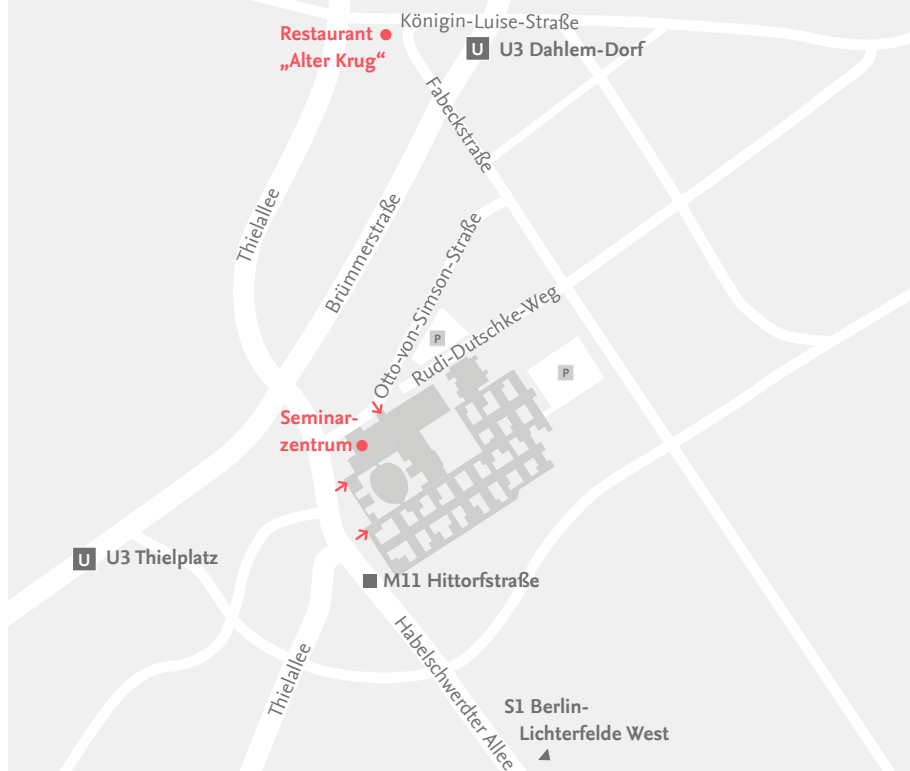 Königin-Luise-Straße
Restaurant
„Alter Krug“
U U3 Dahlem-Dorf
Fabeckstraße
Thielallee
Brümmerstraße
Otto-von-Simson-Straße
Rudi-Dutschke-Weg
P
P
Seminar-
zentrum
U U3 Thielplatz
M11 Hittorfstraße
Habelschwerdter Allee
Thielallee
S1 Berlin-
Lichterfelde West